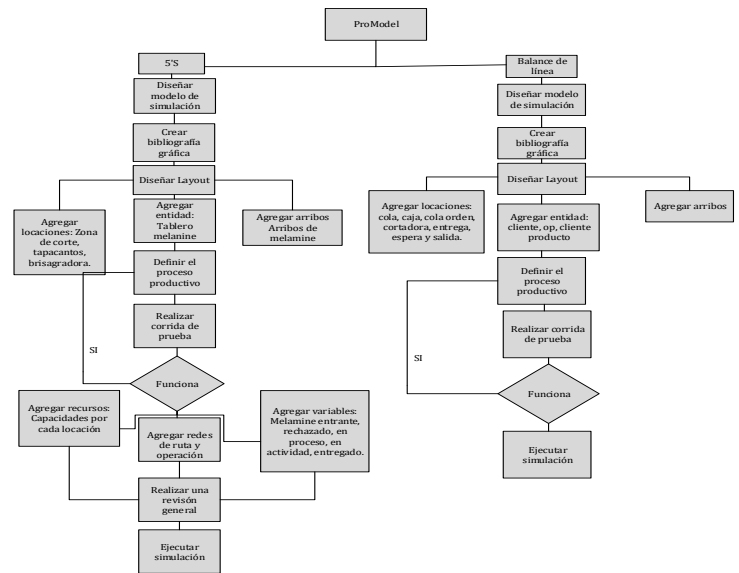 ProModel
5'S
Diseñar
modelo de
simulación
Crear
bibliografía
gráfica
Diseñar Layout
Agregar
locaciones: Zona
de corte,
tapacantos,
brisagradora.
Agregar
entidad:
Tablero
melanine
Agregar arribos
Arribos de
melamine
Definir el
proceso
productivo
Realizar
corrida de
prueba
SI
Funciona
Agregar recursos:
Capacidades por
cada locación
Agregar redes
de ruta y
operación
Agregar variables:
Melamine entrante,
rechazado, en
proceso, en
actividad, entregado.
Realizar una
revisón
general
Ejecutar
simulación
Balance de
línea
Diseñar modelo
de simulación
Crear
bibliografía
gráfica
Diseñar Layout
Agregar locaciones:
cola, caja, cola orden,
cortadora, entrega,
espera y salida.
Agregar entidad:
cliente, op, cliente
producto
Agregar arribos
Definir el
proceso
productivo
Realizar corrida
de prueba
SI
Funciona
Ejecutar
simulación